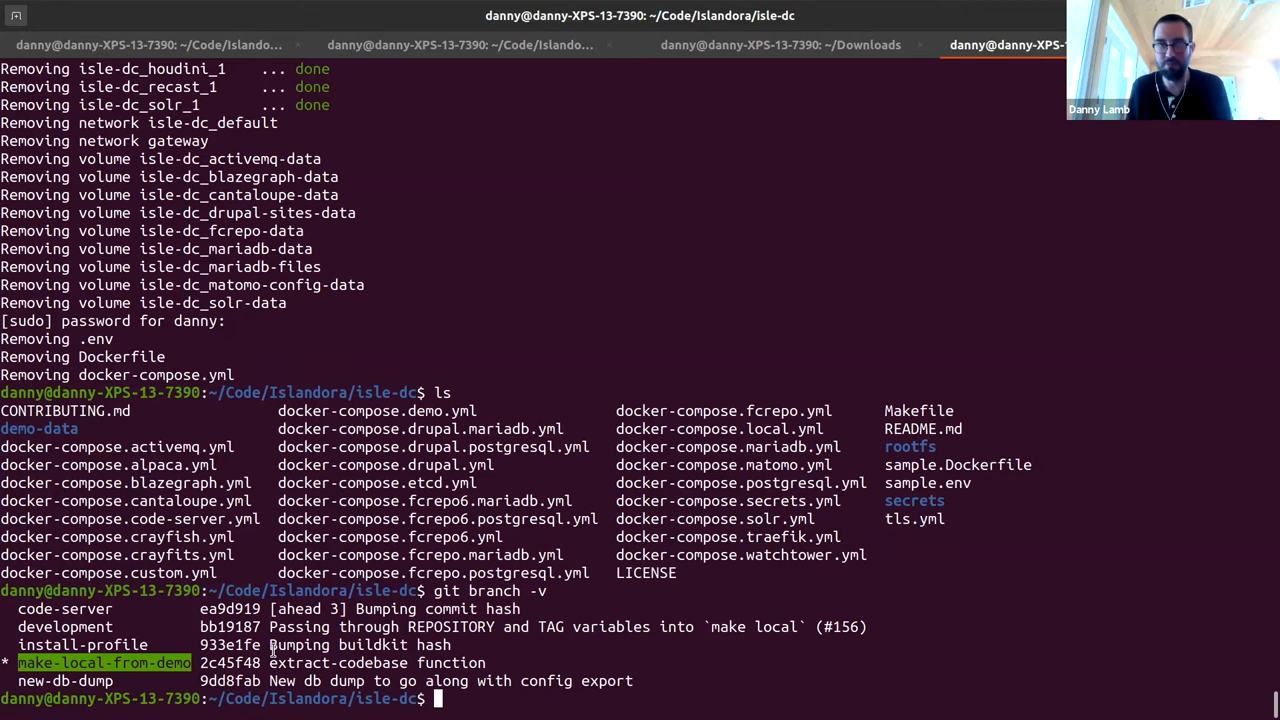 danny@danny-XPS-13-7390: ~/Code/Islandora/isle-dc
danny@danny-XPS-13-7390: ~/Code/Islando... × danny@danny-XPS-13-7390: ~/Code/Islando... × danny@danny-XPS-13-7390: ~/Downloads × danny@danny-XPS-1
Danny Lamb
Removing isle-dc_houdini_1 ... done
Removing isle-dc_recast_1 ... done
Removing isle-dc_solr_1 ... done
Removing network isle-dc_default
Removing network gateway
Removing volume isle-dc_activemq-data
Removing volume isle-dc_blazegraph-data
Removing volume isle-dc_cantaloupe-data
Removing volume isle-dc_drupal-sites-data
Removing volume isle-dc_fcrepo-data
Removing volume isle-dc_mariadb-data
Removing volume isle-dc_mariadb-files
Removing volume isle-dc_matomo-config-data
Removing volume isle-dc_solr-data
[sudo] password for danny:
Removing .env
Removing Dockerfile
Removing docker-compose.yml
danny@danny-XPS-13-7390:~/Code/Islandora/isle-dc$ ls
CONTRIBUTING.md docker-compose.demo.yml docker-compose.fcrepo.yml Makefile
demo-data docker-compose.drupal.mariadb.yml docker-compose.local.yml README.md
docker-compose.activemq.yml docker-compose.drupal.postgresql.yml docker-compose.mariadb.yml rootfs
docker-compose.alpaca.yml docker-compose.drupal.yml docker-compose.matomo.yml sample.Dockerfile
docker-compose.blazegraph.yml docker-compose.etcd.yml docker-compose.postgresql.yml sample.env
docker-compose.cantaloupe.yml docker-compose.fcrepo6.mariadb.yml docker-compose.secrets.yml secrets
docker-compose.code-server.yml docker-compose.fcrepo6.postgresql.yml docker-compose.solr.yml tls.yml
docker-compose.crayfish.yml docker-compose.fcrepo6.yml docker-compose.traefik.yml
docker-compose.crayfits.yml docker-compose.fcrepo.mariadb.yml docker-compose.watchtower.yml
docker-compose.custom.yml docker-compose.fcrepo.postgresql.yml LICENSE
danny@danny-XPS-13-7390:~/Code/Islandora/isle-dc$ git branch -v
code-server ea9d919 [ahead 3] Bumping commit hash
development bb19187 Passing through REPOSITORY and TAG variables into `make local` (#156)
install-profile 933e1fe Bumping buildkit hash
* make-local-from-demo 2c45f48 extract-codebase function
new-db-dump 9dd8fab New db dump to go along with config export
danny@danny-XPS-13-7390:~/Code/Islandora/isle-dc$